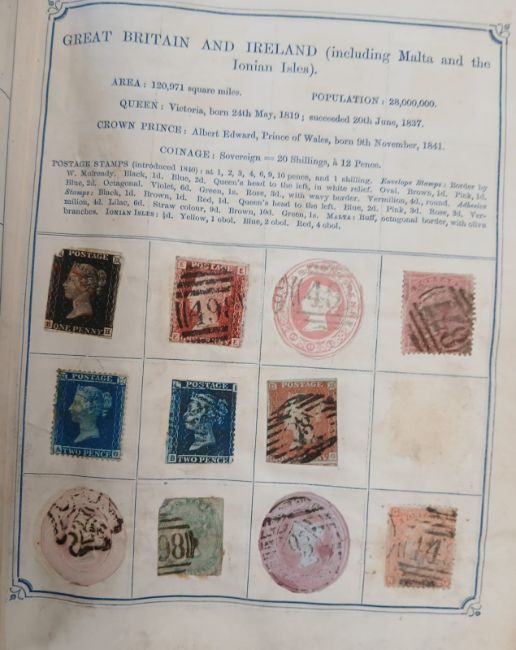 GREAT BRITAIN AND IRELAND (including Malta and the
Ionian Isles).
AREA: 120,971 square miles. POPULATION: 28,000,000.
QUEEN: Victoria, born 24th May, 1819; succeeded 20th June, 1837.
CROWN PRINCE: Albert Edward, Prince of Wales, born 9th November, 1841.
COINAGE: Sovereign = 20 Shillings, à 12 Pence.
POSTAGE STAMPS (introduced 1840): at 1, 2, 3, 4, 6, 9, 10 pence, and 1 shilling. Envelope Stamps: Border by
W. Mulready. Black, 1d. Blue, 2d. Queen's head to the left, in white relief. Oval. Brown, 1d. Pink, 1d.
Blue, 2d. Octagonal. Violet, 6d. Green, 1s. Rose, 3d., with wavy border. Vermilion, 4d., round. Adhesive
Stamps: Black, 1d. Brown, 1d. Red, 1d. Queen's head to the left. Blue, 2d. Pink, 3d. Rose, 3d. Ver-
milion, 4d. Lilac, 6d. Straw colour, 9d. Brown, 10d. Green, 1s. MALTA: Buff, octagonal border, with olive
branches. IONIAN ISLES: ½d. Yellow, 1 obol. Blue, 2 obol. Red, 4 obol.
POSTAGE
ONE PENNY
498
POSTAGE
TWO PENCE
POSTAGE
TWO PENCE
POSTAGE
98